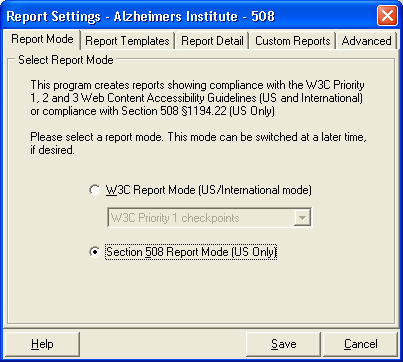 Report Settings - Alzheimers Institute - 508
Report Mode Report Templates Report Detail Custom Reports Advanced
Select Report Mode
This program creates reports showing compliance with the W3C Priority
1, 2 and 3 Web Content Accessibility Guidelines (US and International)
or compliance with Section 508 §1194.22 (US Only)
Please select a report mode. This mode can be switched at a later time,
if desired.
W3C Report Mode (US/International mode)
W3C Priority 1 checkpoints
Section 508 Report Mode (US Only)
Help Save Cancel